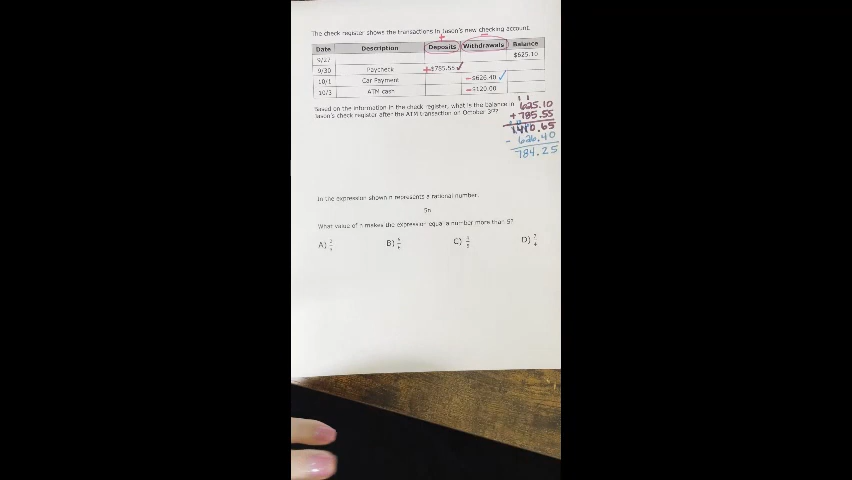 The check register shows the transactions in Jason's new checking account.
+ −
Date Description Deposits Withdrawals Balance
9/27 $625.10
9/30 Paycheck +$785.55 ✓
10/1 Car Payment −$626.40 ✓
10/3 ATM cash −$120.00
Based on the information in the check register, what is the balance in
Jason's check register after the ATM transaction on October 3rd?
1 1
625.10
+ 785.55
1410.65
− 626.40
784.25
In the expression shown n represents a rational number.
5n
What value of n makes the expression equal a number more than 5?
A) B) C) D)